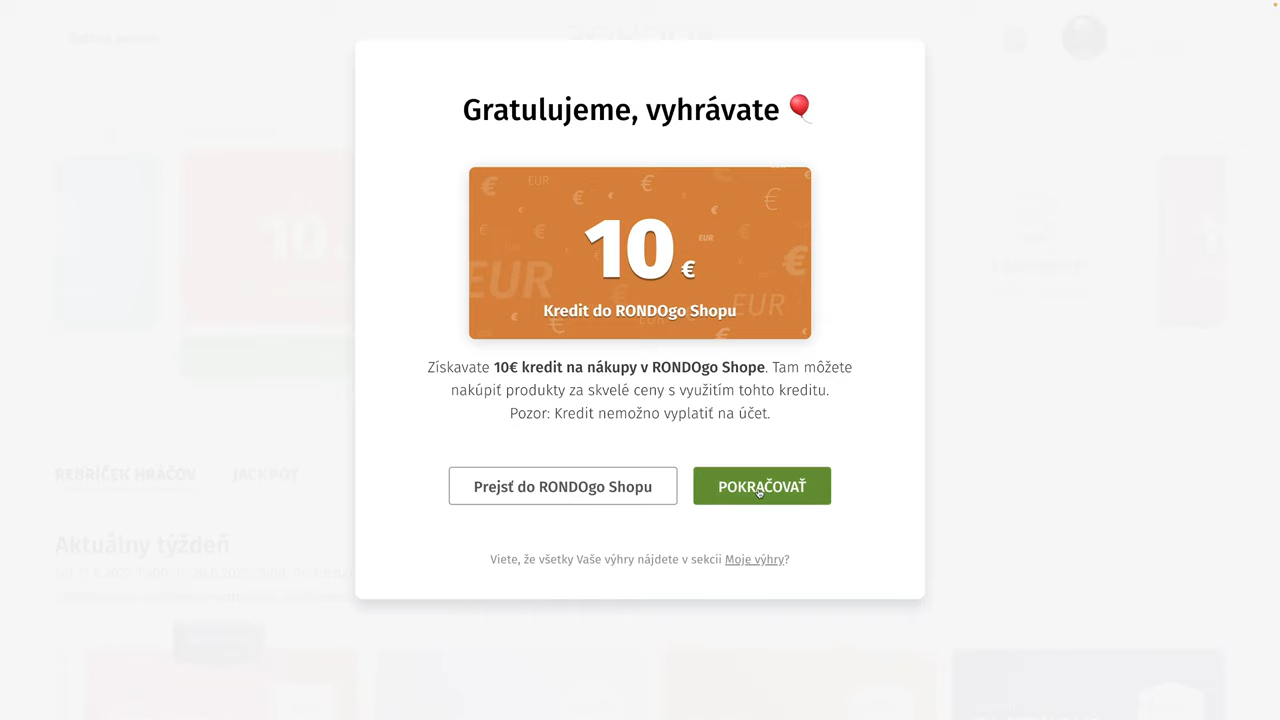 Gratulujeme, vyhrávate
EUR
EUR
EUR
10 €
EUR
Kredit do RONDOgo Shopu
Získavate 10€ kredit na nákupy v RONDOgo Shope. Tam môžete
nakúpiť produkty za skvelé ceny s využitím tohto kreditu.
Pozor: Kredit nemožno vyplatiť na účet.
Prejsť do RONDOgo Shopu
POKRAČOVAŤ
Viete, že všetky Vaše výhry nájdete v sekcii Moje výhry?
10
REBRÍČEK HRÁČOV
JACKPOT
Aktuálny týždeň